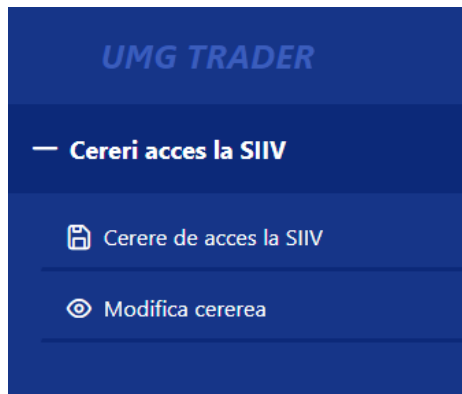 UMG TRADER
Cereri acces la SIIV
Cerere de acces la SIIV
Modifica cererea